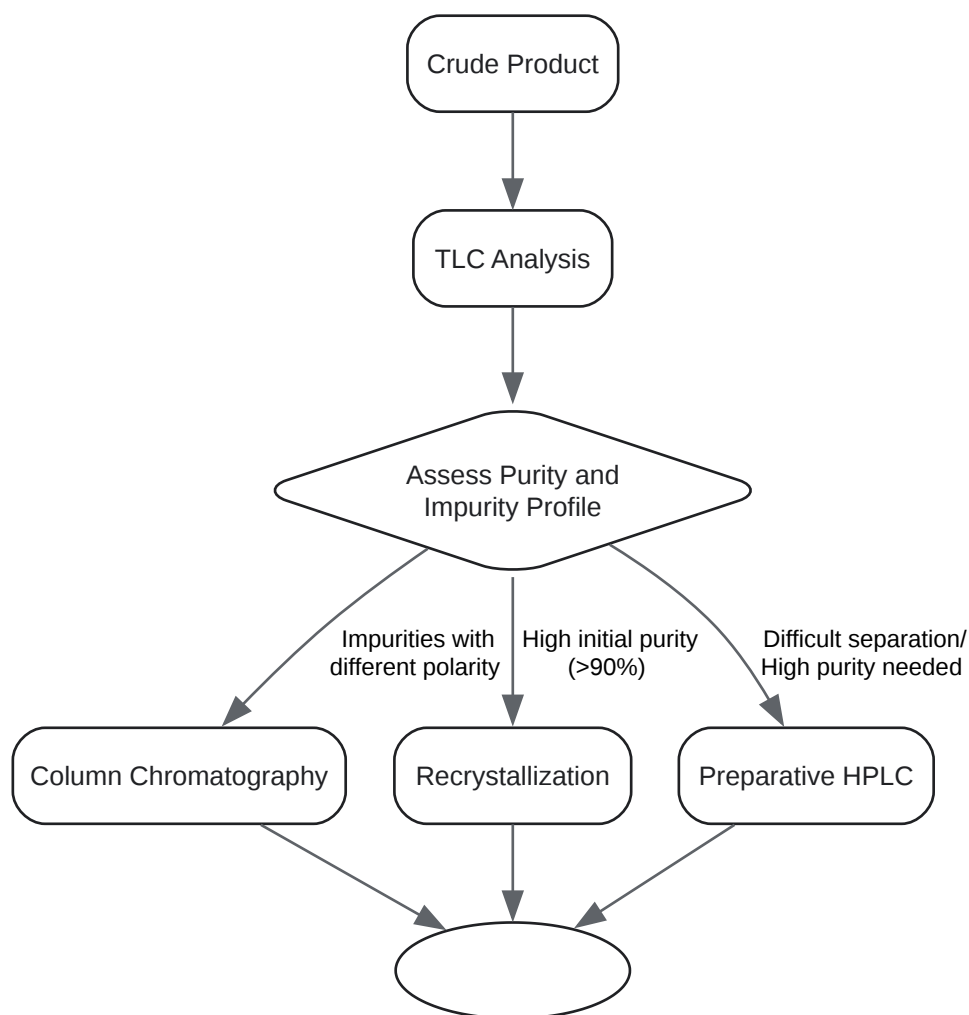 Crude Product
TLC Analysis
Assess Purity and
Impurity Profile
Impurities with
different polarity
High initial purity
(>90%)
Difficult separation/
High purity needed
Column Chromatography
Recrystallization
Preparative HPLC